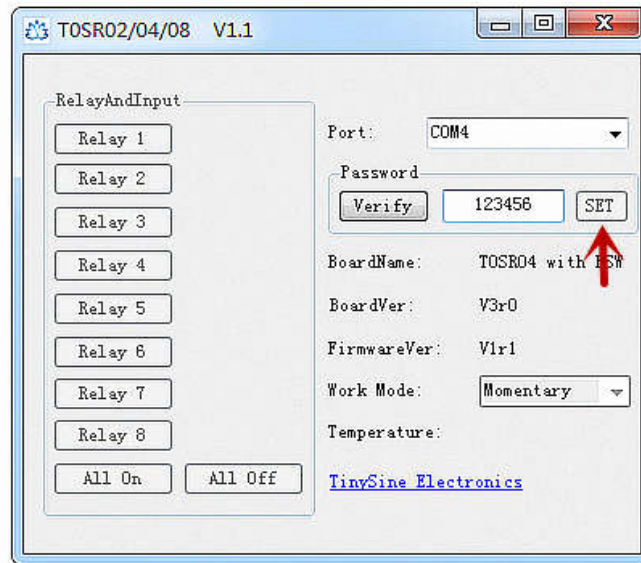 TOSR02/04/08 V1.1
RelayAndInput
Relay 1
Relay 2
Relay 3
Relay 4
Relay 5
Relay 6
Relay 7
Relay 8
All On All Off
Port: COM4
Password
Verify 123456 SET
BoardName: TOSR04 with
BoardVer: V3r0
FirmwareVer: V1r1
Work Mode: Momentary
Temperature:
TinySine Electronics